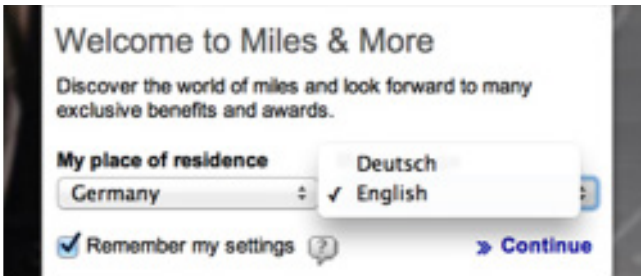 Welcome to Miles & More
Discover the world of miles and look forward to many
exclusive benefits and awards.
My place of residence
Deutsch
Germany
✓ English
Remember my settings ?
» Continue